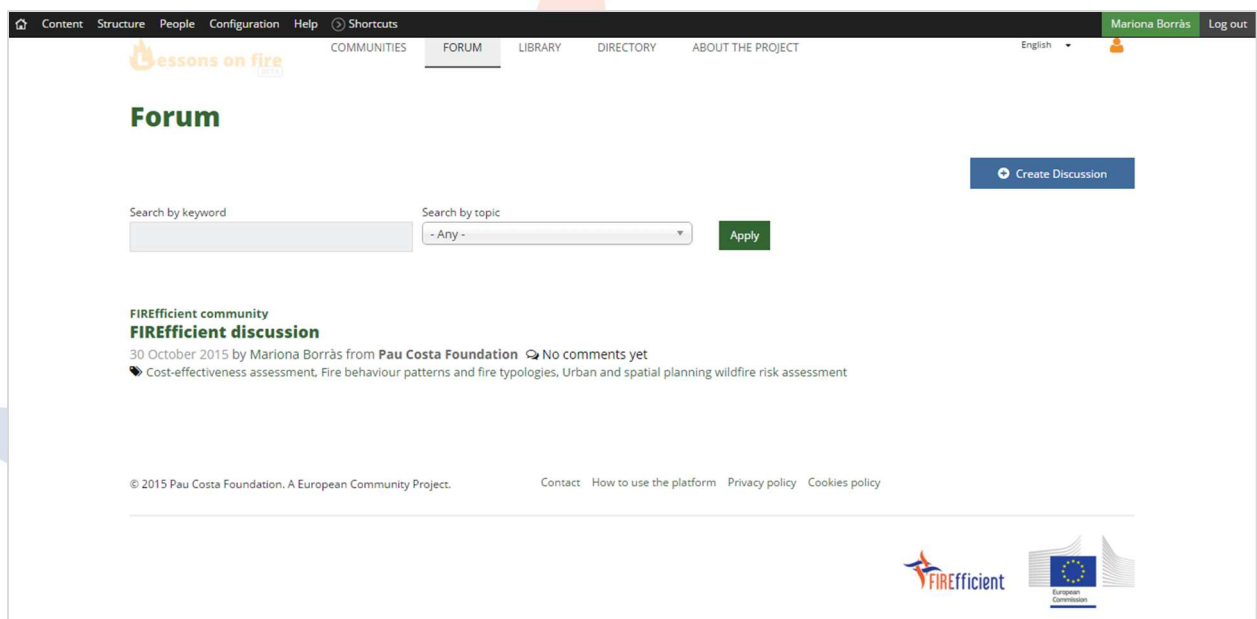 Content Structure People Configuration Help Shortcuts Mariona Borràs Log out
Lessons on fire
BETA
COMMUNITIES FORUM LIBRARY DIRECTORY ABOUT THE PROJECT English
Forum
Create Discussion
Search by keyword Search by topic
- Any - Apply
FIREfficient community
FIREfficient discussion
30 October 2015 by Mariona Borràs from Pau Costa Foundation No comments yet
Cost-effectiveness assessment, Fire behaviour patterns and fire typologies, Urban and spatial planning wildfire risk assessment
© 2015 Pau Costa Foundation. A European Community Project. Contact How to use the platform Privacy policy Cookies policy
FIREfficient
European
Commission